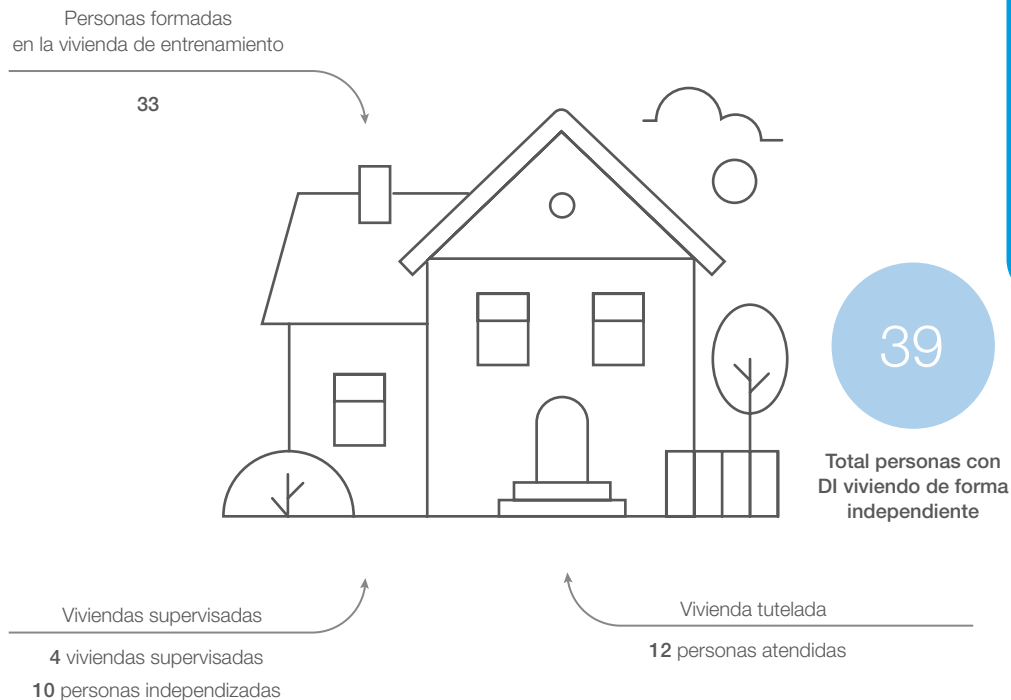 Personas formadas
en la vivienda de entrenamiento
33
39
Total personas con
DI viviendo de forma
independiente
Viviendas supervisadas
4 viviendas supervisadas
10 personas independizadas
Vivienda tutelada
12 personas atendidas